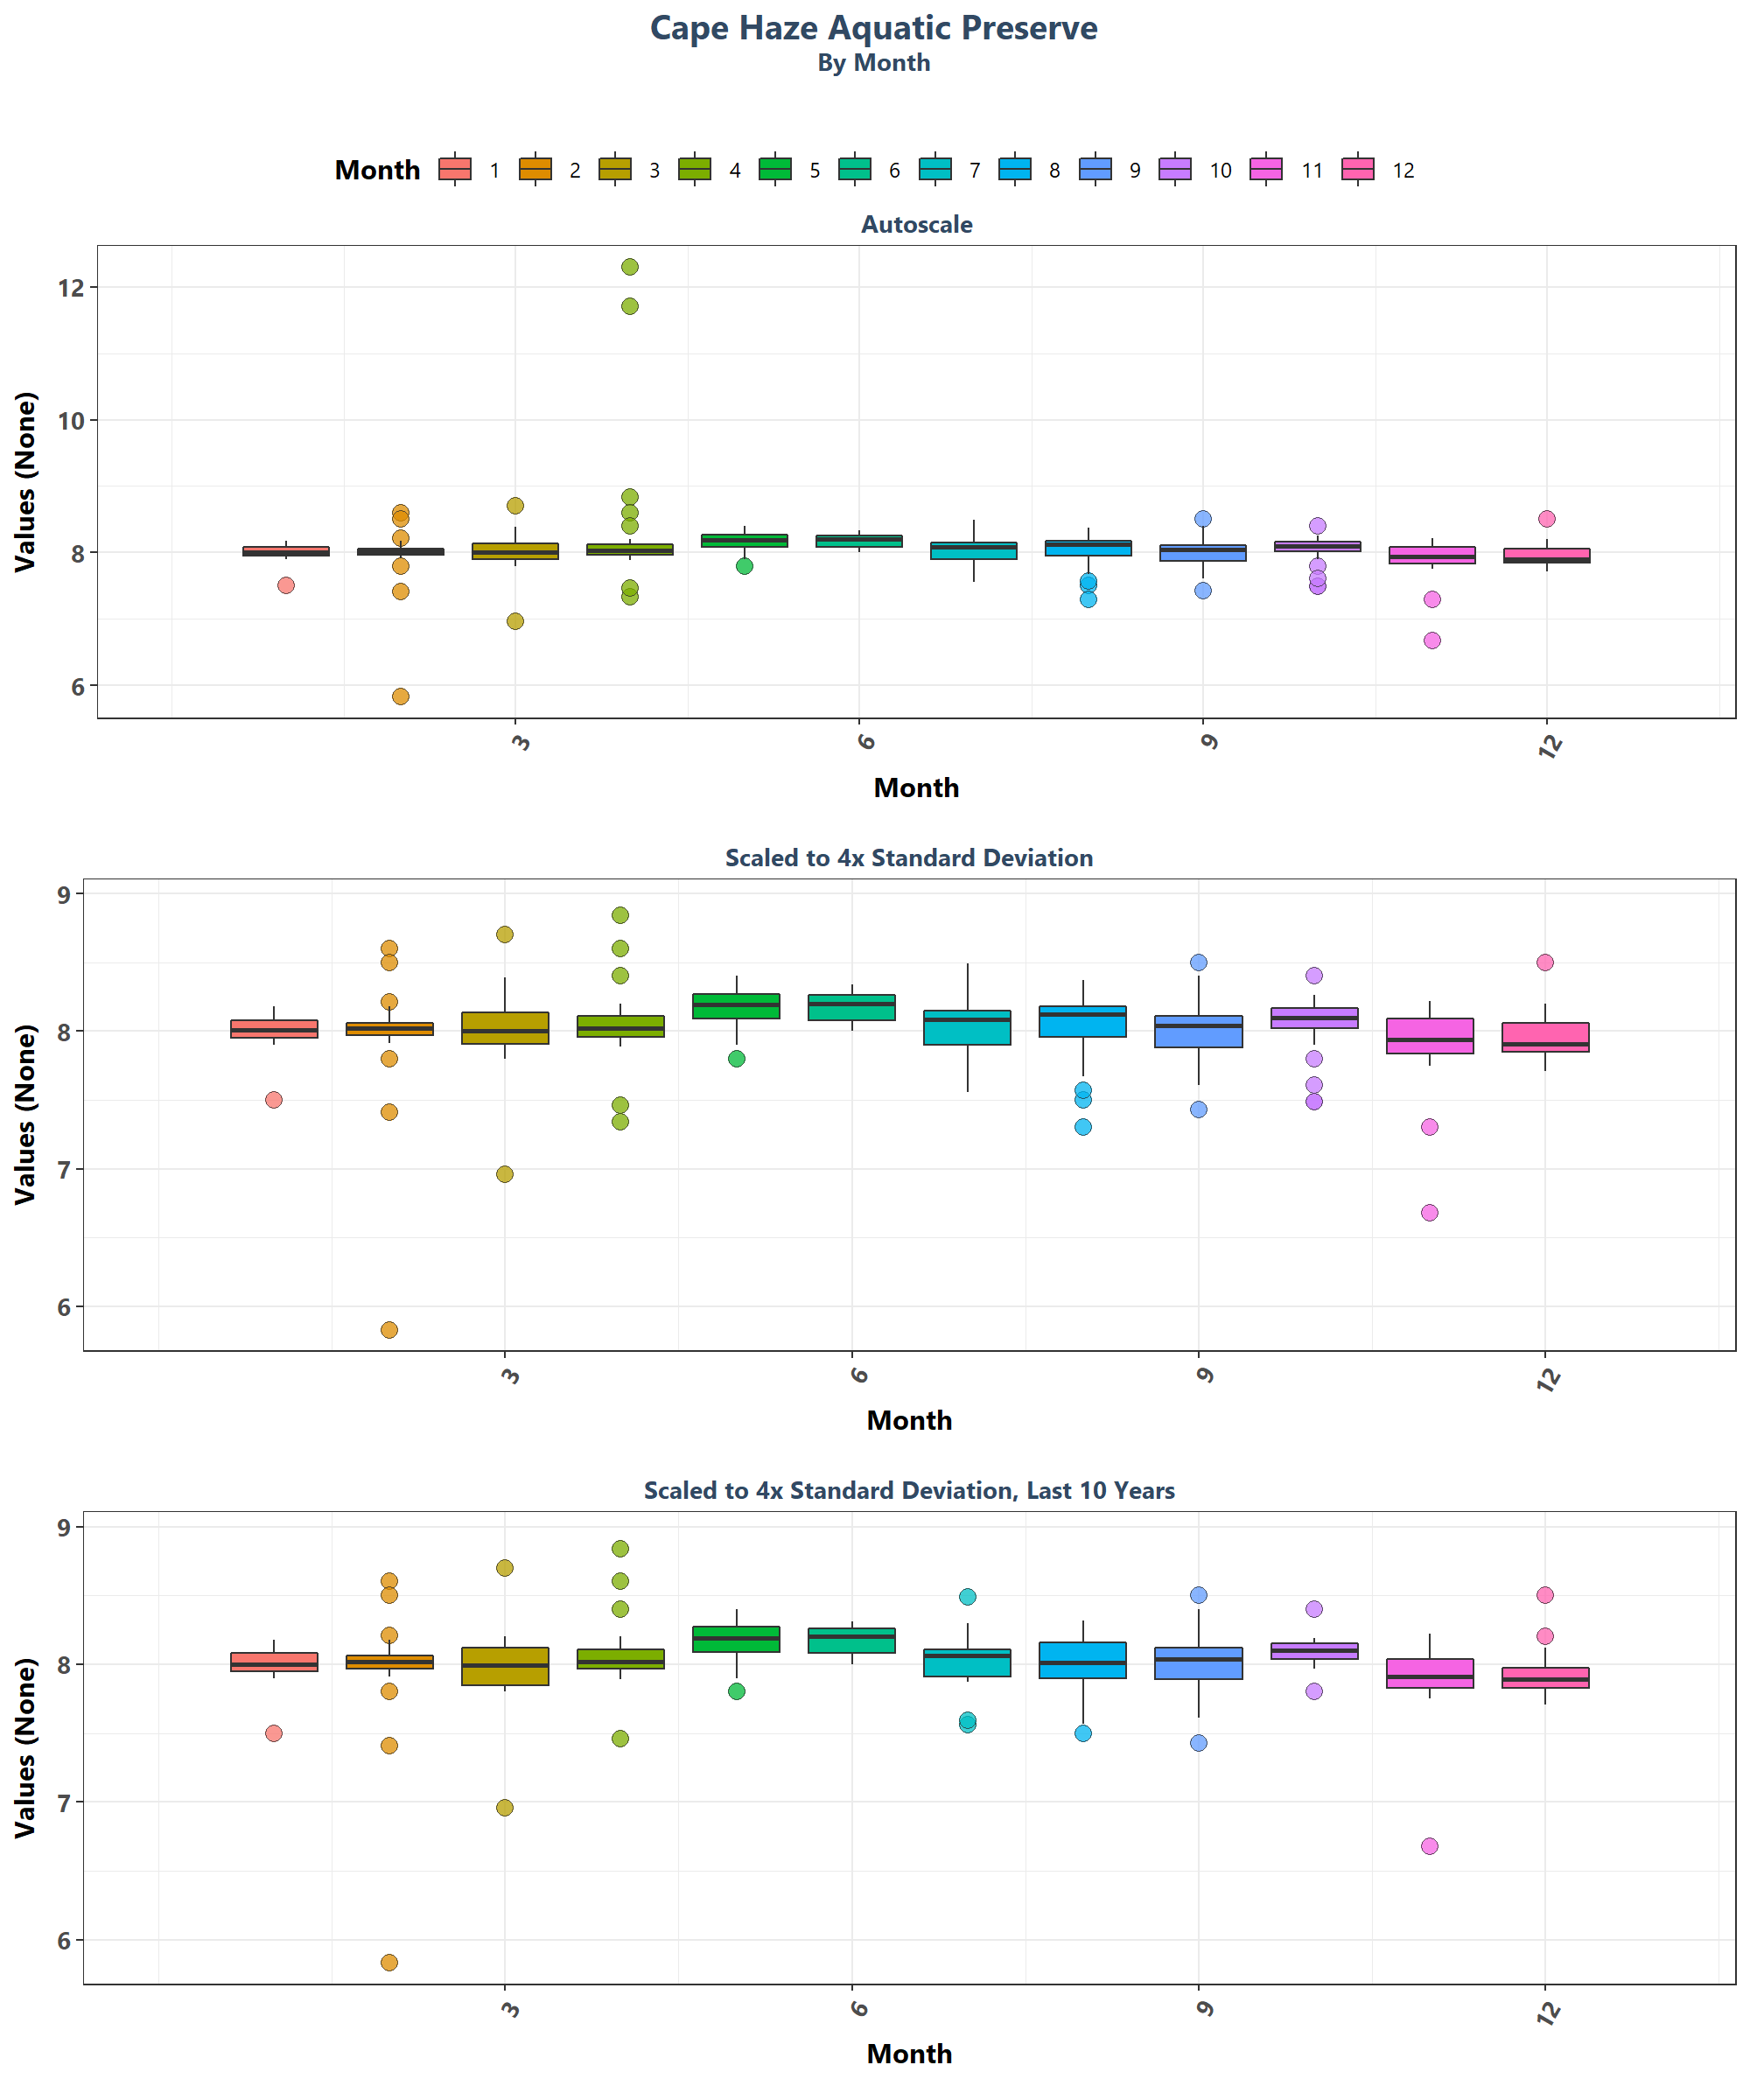 Cape Haze Aquatic Preserve
By Month
Month 1 2 3 4 5 6 7 8 9 10 11 12
Autoscale
Values (None)
12
10
8
6
3 6 9 12
Month
Scaled to 4x Standard Deviation
Values (None)
9
8
7
6
3 6 9 12
Month
Scaled to 4x Standard Deviation, Last 10 Years
Values (None)
9
8
7
6
3 6 9 12
Month